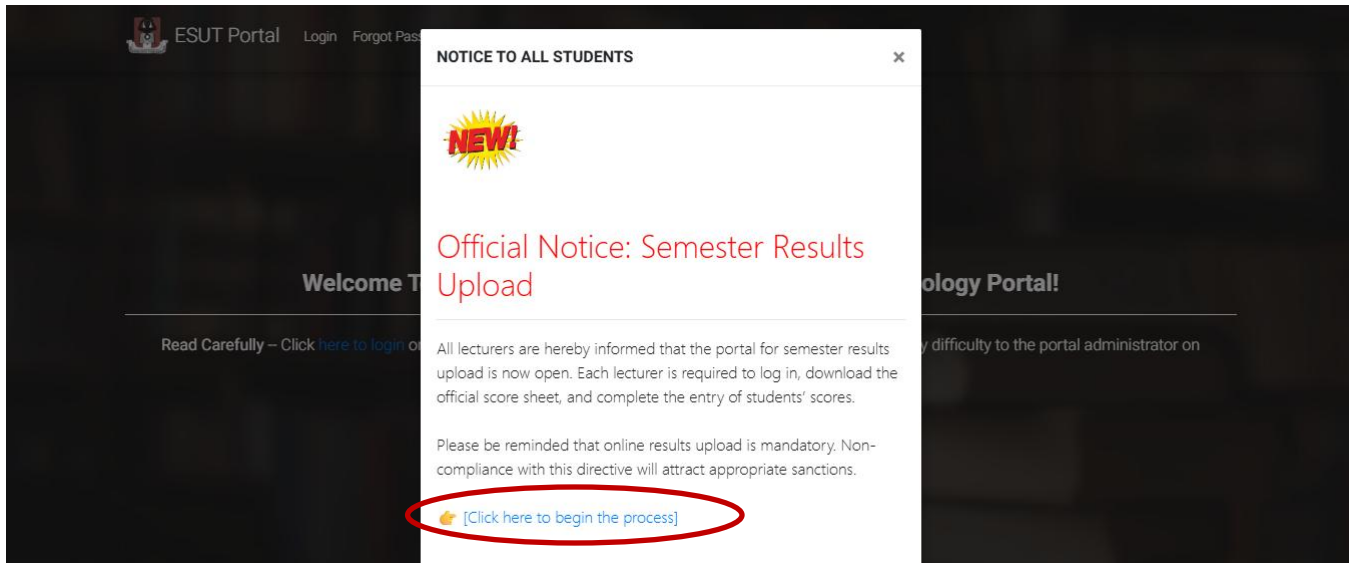 ESUT Portal Login Forgot Pas
NOTICE TO ALL STUDENTS ×
NEW!
Official Notice: Semester Results
Upload
Welcome T ology Portal!
Read Carefully – Click here to login or y difficulty to the portal administrator on
All lecturers are hereby informed that the portal for semester results
upload is now open. Each lecturer is required to log in, download the
official score sheet, and complete the entry of students’ scores.
Please be reminded that online results upload is mandatory. Non-
compliance with this directive will attract appropriate sanctions.
👉 [Click here to begin the process]